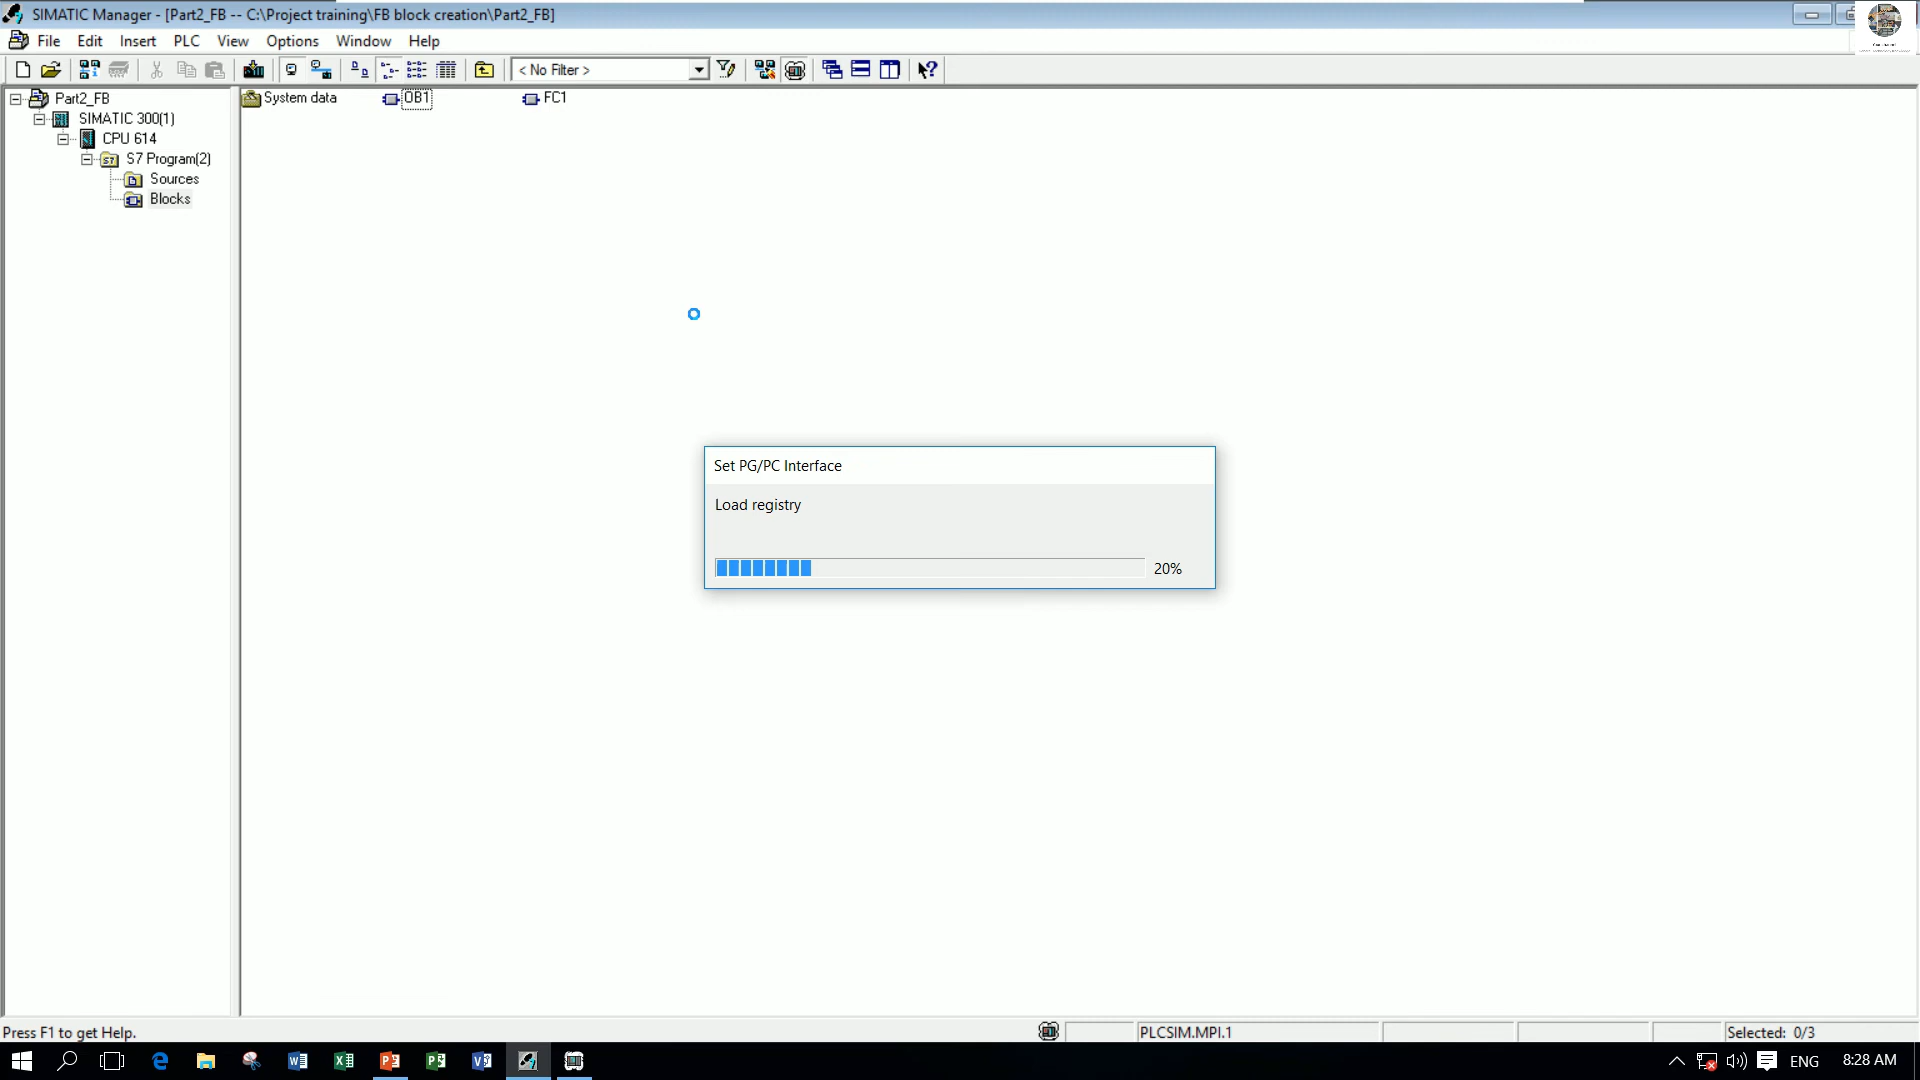 SIMATIC Manager - [Part2_FB -- C:\Project training\FB block creation\Part2_FB]
File Edit Insert PLC View Options Window Help
< No Filter >
Part2_FB
SIMATIC 300(1)
CPU 614
S7 Program(2)
Sources
Blocks
System data OB1 FC1
Set PG/PC Interface
Load registry
20%
Press F1 to get Help.
PLCSIM.MPI.1
Selected: 0/3
ENG
8:28 AM